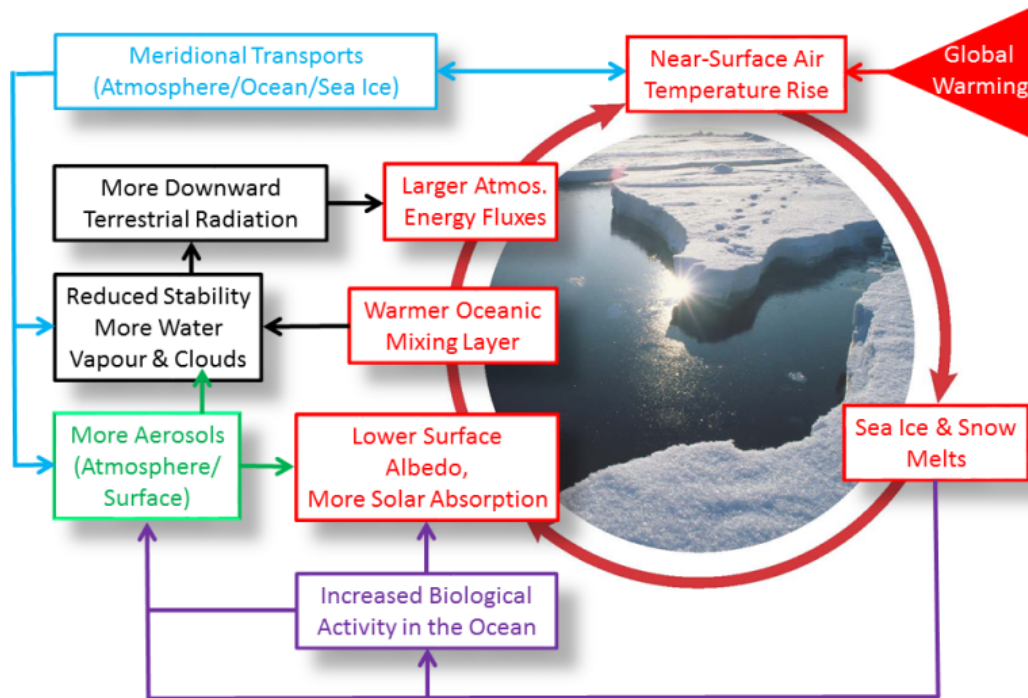 Meridional Transports
(Atmosphere/Ocean/Sea Ice)
Near-Surface Air
Temperature Rise
Global
Warming
More Downward
Terrestrial Radiation
Larger Atmos.
Energy Fluxes
Reduced Stability
More Water
Vapour & Clouds
Warmer Oceanic
Mixing Layer
More Aerosols
(Atmosphere/
Surface)
Lower Surface
Albedo,
More Solar Absorption
Sea Ice & Snow
Melts
Increased Biological
Activity in the Ocean